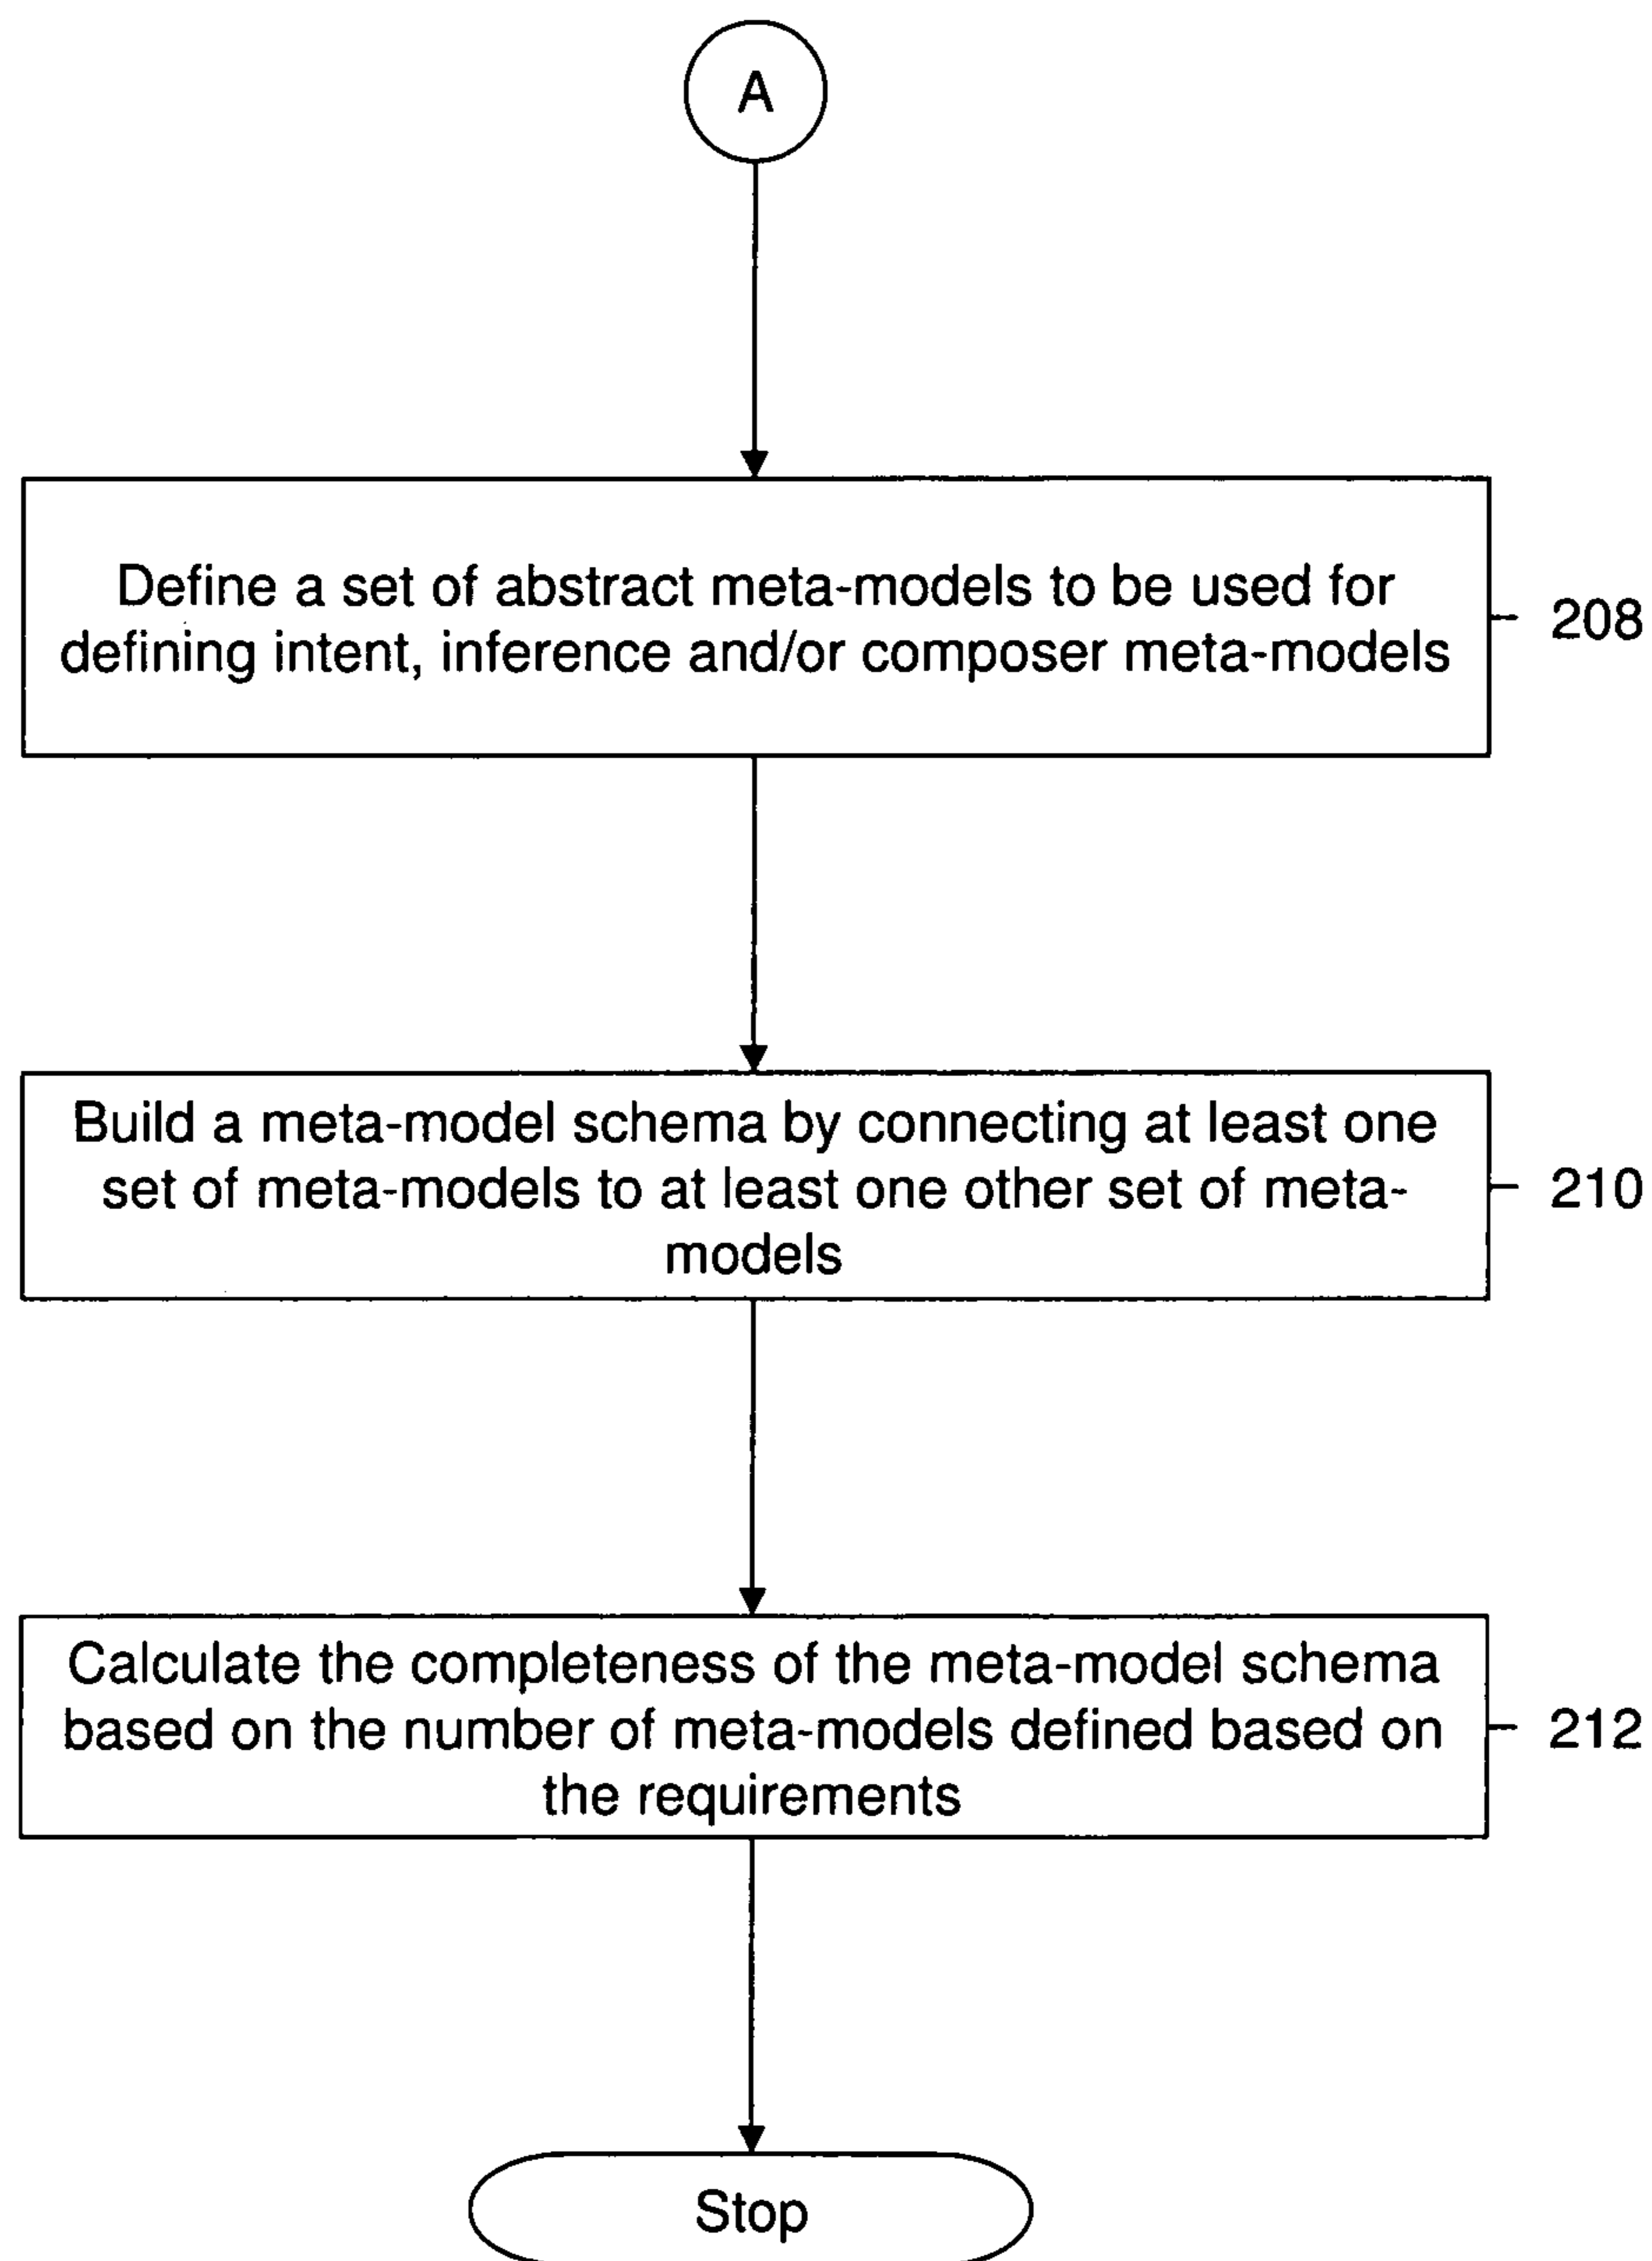 A
Define a set of abstract meta-models to be used for
defining intent, inference and/or composer meta-models
208
Build a meta-model schema by connecting at least one
set of meta-models to at least one other set of meta-
models
210
Calculate the completeness of the meta-model schema
based on the number of meta-models defined based on
the requirements
212
Stop